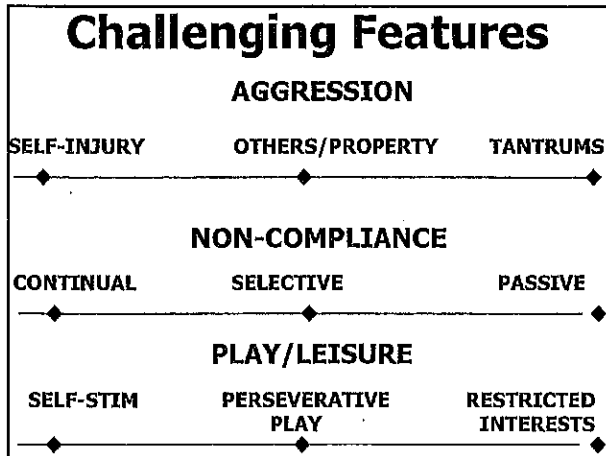 Challenging Features
AGGRESSION
SELF-INJURY OTHERS/PROPERTY TANTRUMS
NON-COMPLIANCE
CONTINUAL SELECTIVE PASSIVE
PLAY/LEISURE
SELF-STIM PERSEVERATIVE RESTRICTED
PLAY INTERESTS